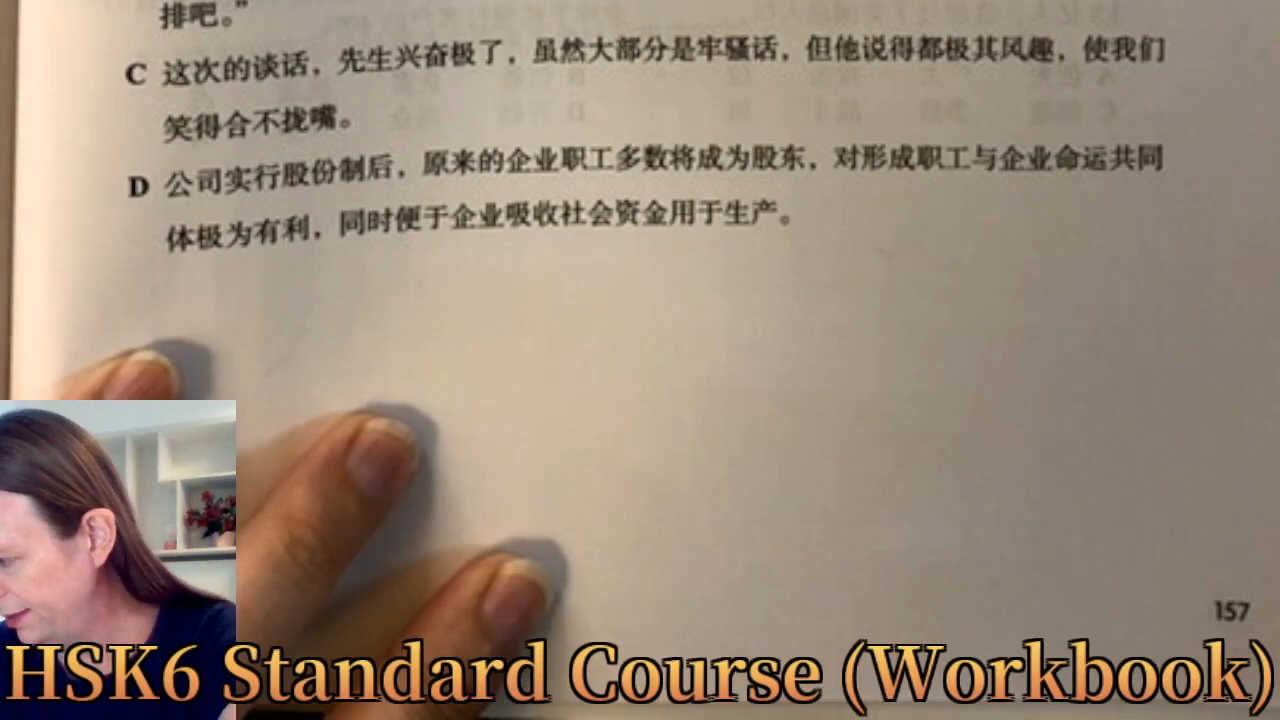 排吧。”
C 这次的谈话，先生兴奋极了，虽然大部分是牢骚话，但他说得都极其风趣，使我们
笑得合不拢嘴。
D 公司实行股份制后，原来的企业职工多数将成为股东，对形成职工与企业命运共同
体极为有利，同时便于企业吸收社会资金用于生产。
157
HSK6 Standard Course (Workbook)